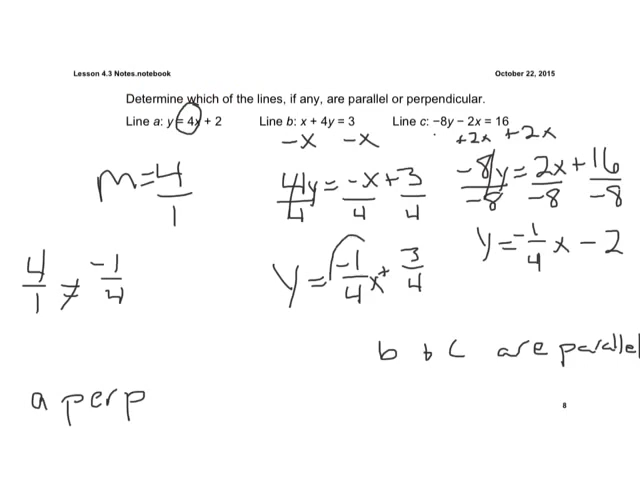 Lesson 4.3 Notes.notebook October 22, 2015
Determine which of the lines, if any, are parallel or perpendicular.
Line a: y = 4x + 2 Line b: x + 4y = 3 Line c: −8y − 2x = 16
−x −x +2x +2x
m = 4/1 4y/4 = −x/4 + 3/4 −8y/−8 = 2x/−8 + 16/−8
4/1 ≠ −1/4 y = −1/4 x + 3/4 y = −1/4 x − 2
b + c are parallel
a perp
8